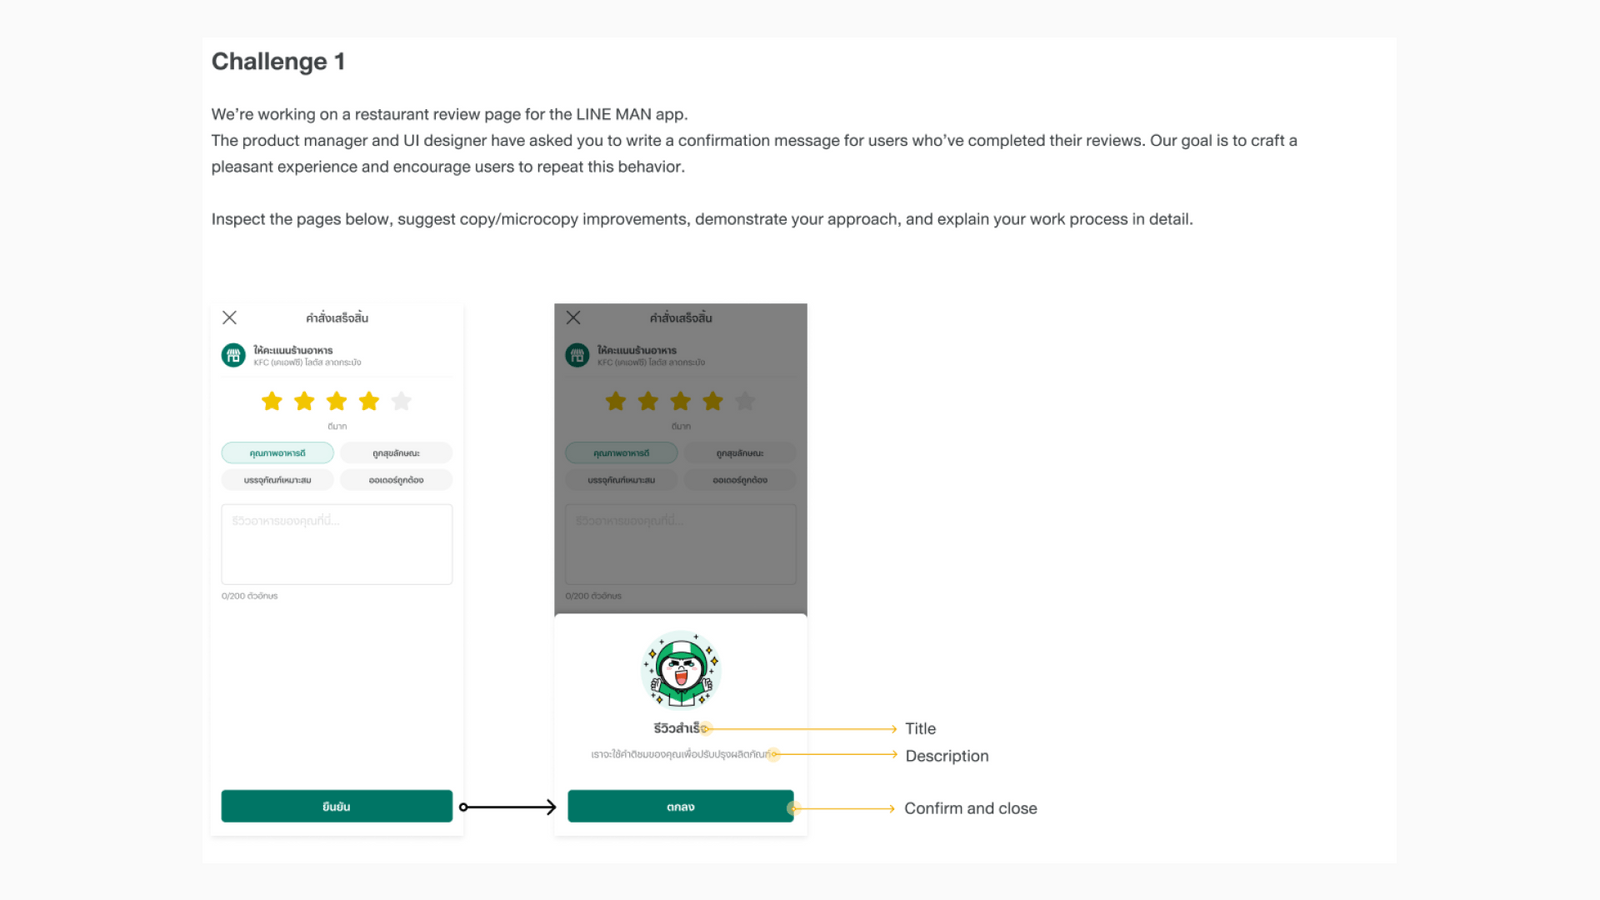 Challenge 1
We're working on a restaurant review page for the LINE MAN app.
The product manager and UI designer have asked you to write a confirmation message for users who've completed their reviews. Our goal is to craft a
pleasant experience and encourage users to repeat this behavior.
Inspect the pages below, suggest copy/microcopy improvements, demonstrate your approach, and explain your work process in detail.
คำสั่งเสร็จสิ้น
ให้คะแนนร้านอาหาร
KFC (เคเอฟซี) โลตัส ลาดกระบัง
ดีมาก
คุณภาพอาหารดี
ถูกสุขลักษณะ
บรรจุภัณฑ์เหมาะสม
ออเดอร์ถูกต้อง
รีวิวอาหารของคุณที่นี่...
0/200 ตัวอักษร
ยืนยัน
คำสั่งเสร็จสิ้น
ให้คะแนนร้านอาหาร
KFC (เคเอฟซี) โลตัส ลาดกระบัง
ดีมาก
คุณภาพอาหารดี
ถูกสุขลักษณะ
บรรจุภัณฑ์เหมาะสม
ออเดอร์ถูกต้อง
รีวิวอาหารของคุณที่นี่...
0/200 ตัวอักษร
รีวิวสำเร็จ
Title
เราจะใช้คำติชมของคุณเพื่อปรับปรุงผลิตภัณฑ์
Description
ตกลง
Confirm and close